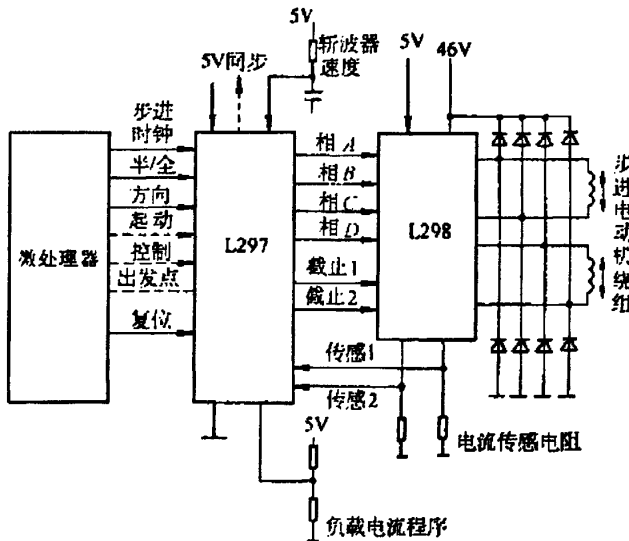 5V
斩波器
速度
5V同步
5V
46V
步进
时钟
半/全
方向
起动
控制
出发点
复位
微处理器
L297
相A
相B
相C
相D
截止1
截止2
传感1
传感2
L298
步进电动机绕组
5V
电流传感电阻
负载电流程序